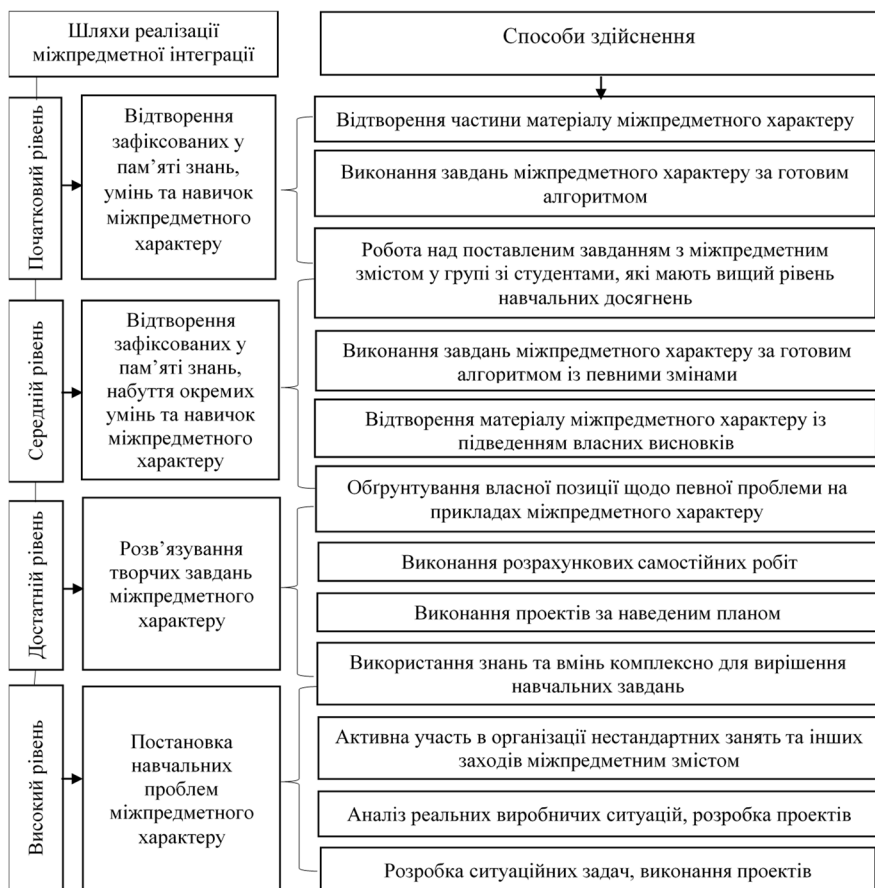 Шляхи реалізації
міжпредметної інтеграції
Способи здійснення
Початковий рівень
Відтворення
зафіксованих у
пам’яті знань,
умінь та навичок
міжпредметного
характеру
Відтворення частини матеріалу міжпредметного характеру
Виконання завдань міжпредметного характеру за готовим
алгоритмом
Робота над поставленим завданням з міжпредметним
змістом у групі зі студентами, які мають вищий рівень
навчальних досягнень
Середній рівень
Відтворення
зафіксованих у
пам’яті знань,
набуття окремих
умінь та навичок
міжпредметного
характеру
Виконання завдань міжпредметного характеру за готовим
алгоритмом із певними змінами
Відтворення матеріалу міжпредметного характеру із
підведенням власних висновків
Обґрунтування власної позиції щодо певної проблеми на
прикладах міжпредметного характеру
Достатній рівень
Розв’язування
творчих завдань
міжпредметного
характеру
Виконання розрахункових самостійних робіт
Виконання проектів за наведеним планом
Використання знань та вмінь комплексно для вирішення
навчальних завдань
Високий рівень
Постановка
навчальних
проблем
міжпредметного
характеру
Активна участь в організації нестандартних занять та інших
заходів міжпредметним змістом
Аналіз реальних виробничих ситуацій, розробка проектів
Розробка ситуаційних задач, виконання проектів